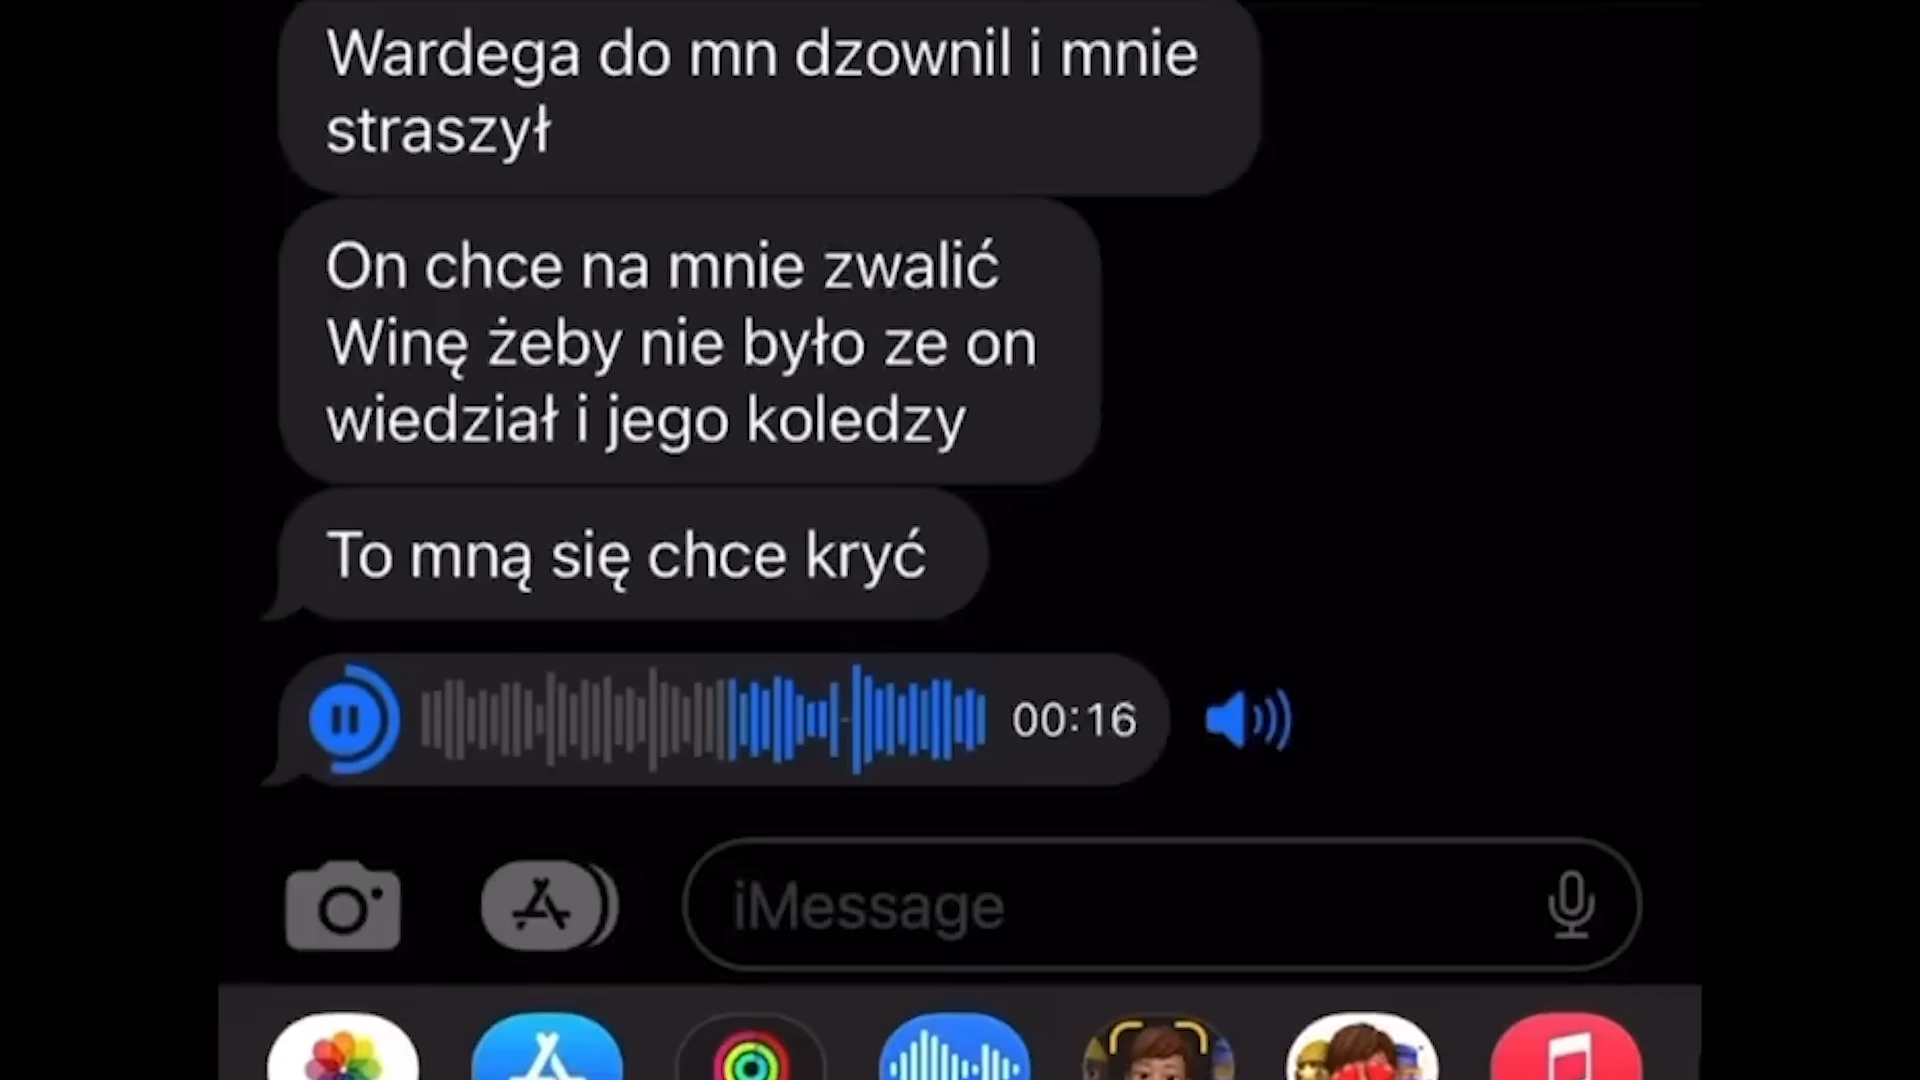 Wardega do mn dzownil i mnie
straszył
On chce na mnie zwalić
Winę żeby nie było ze on
wiedział i jego koledzy
To mną się chce kryć
00:16
iMessage